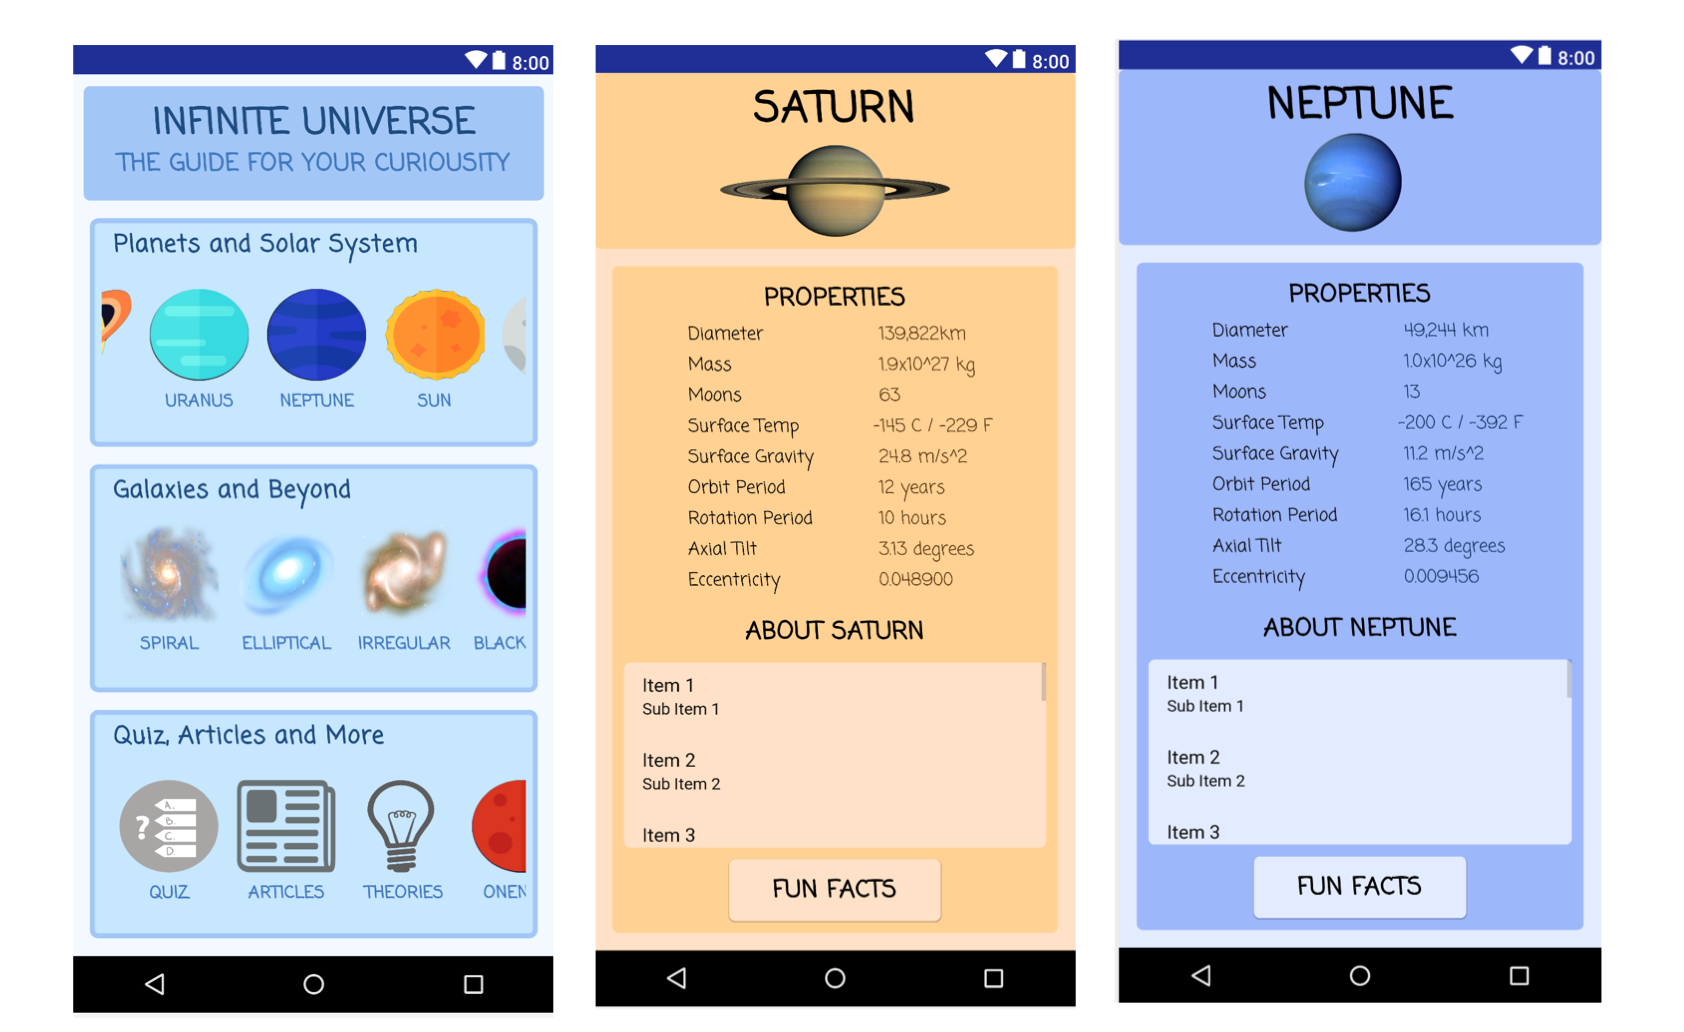 8:00
INFINITE UNIVERSE
THE GUIDE FOR YOUR CURIOUSITY
Planets and Solar System
URANUS NEPTUNE SUN
Galaxies and Beyond
SPIRAL ELLIPTICAL IRREGULAR BLACK
Quiz, Articles and More
?
A.
B.
C.
D.
QUIZ ARTICLES THEORIES ONEN
8:00
SATURN
PROPERTIES
Diameter 139,822km
Mass 1.9x10^27 kg
Moons 63
Surface Temp -145 C / -229 F
Surface Gravity 24.8 m/s^2
Orbit Period 12 years
Rotation Period 10 hours
Axial Tilt 3.13 degrees
Eccentricity 0.048900
ABOUT SATURN
Item 1
Sub Item 1
Item 2
Sub Item 2
Item 3
FUN FACTS
8:00
NEPTUNE
PROPERTIES
Diameter 49,244 km
Mass 1.0x10^26 kg
Moons 13
Surface Temp -200 C / -392 F
Surface Gravity 11.2 m/s^2
Orbit Period 165 years
Rotation Period 16.1 hours
Axial Tilt 28.3 degrees
Eccentricity 0.009456
ABOUT NEPTUNE
Item 1
Sub Item 1
Item 2
Sub Item 2
Item 3
FUN FACTS